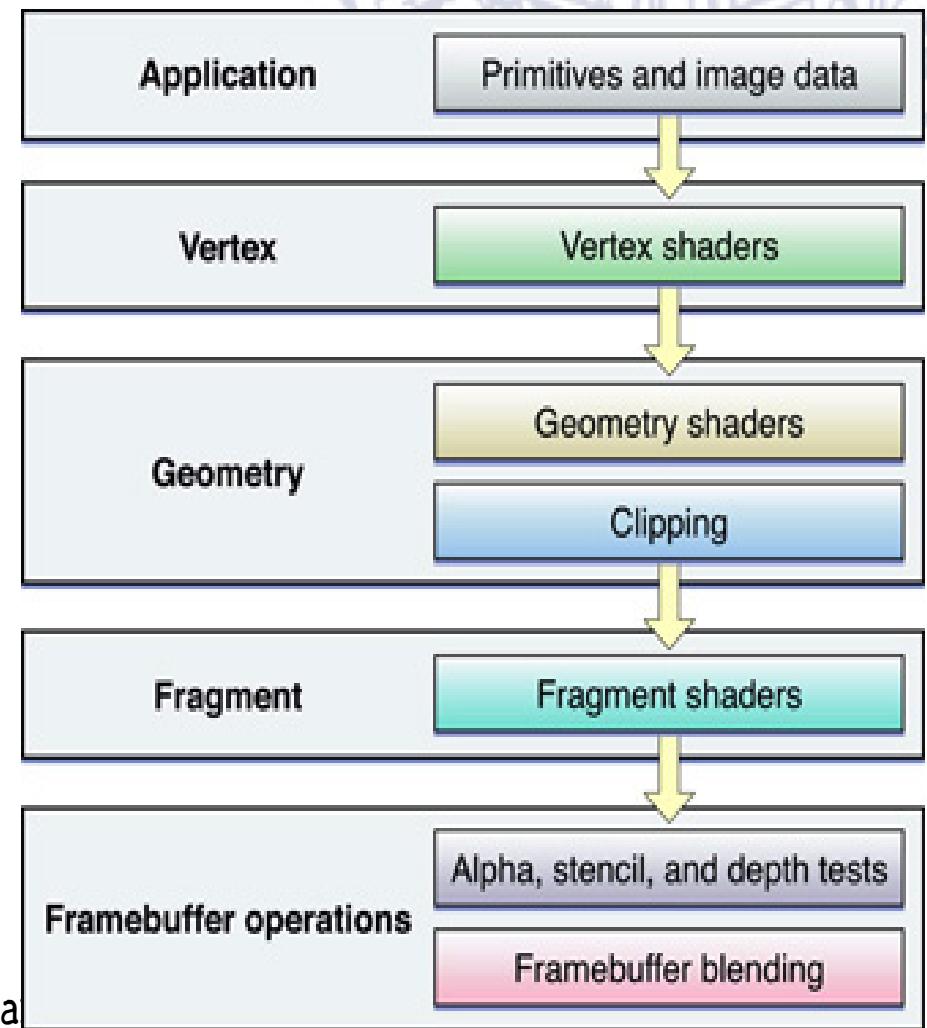 Application
Primitives and image data
Vertex
Vertex shaders
Geometry
Geometry shaders
Clipping
Fragment
Fragment shaders
Framebuffer operations
Alpha, stencil, and depth tests
Framebuffer blending
a